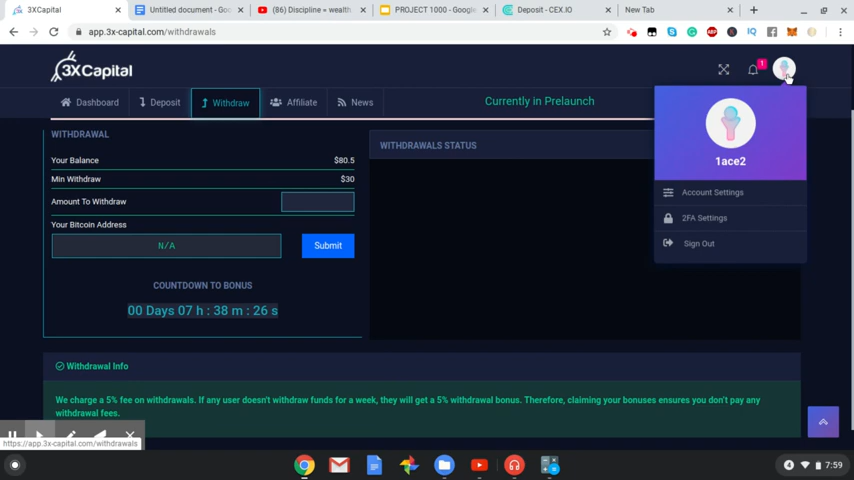 3XCapital
Untitled document - Goo
(86) Discipline = wealth
PROJECT 1000 - Google
Deposit - CEX.IO
New Tab
app.3x-capital.com/withdrawals
ABP
IQ
3XCapital
1
Dashboard
Deposit
Withdraw
Affiliate
News
Currently in Prelaunch
1ace2
Account Settings
2FA Settings
Sign Out
WITHDRAWAL
Your Balance
$80.5
Min Withdraw
$30
Amount To Withdraw
Your Bitcoin Address
N/A
Submit
COUNTDOWN TO BONUS
00 Days 07 h : 38 m : 26 s
WITHDRAWALS STATUS
Withdrawal Info
We charge a 5% fee on withdrawals. If any user doesn't withdraw funds for a week, they will get a 5% withdrawal bonus. Therefore, claiming your bonuses ensures you don't pay any
withdrawal fees.
https://app.3x-capital.com/withdrawals
4
7:59